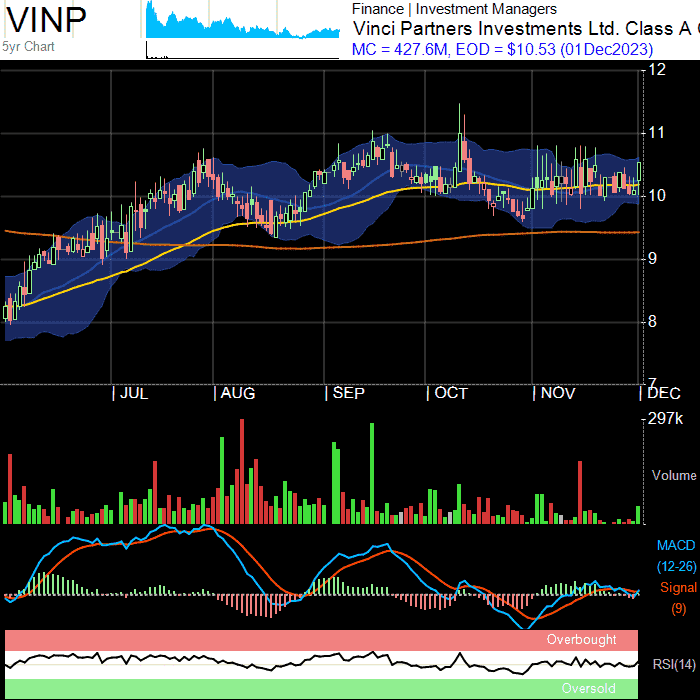 VINP
5yr Chart
Finance | Investment Managers
Vinci Partners Investments Ltd. Class A
MC = 427.6M, EOD = $10.53 (01Dec2023)
12
11
10
9
8
7
| JUL | AUG | SEP | OCT | NOV | DEC
297k
Volume
MACD
(12-26)
Signal
(9)
Overbought
RSI(14)
Oversold